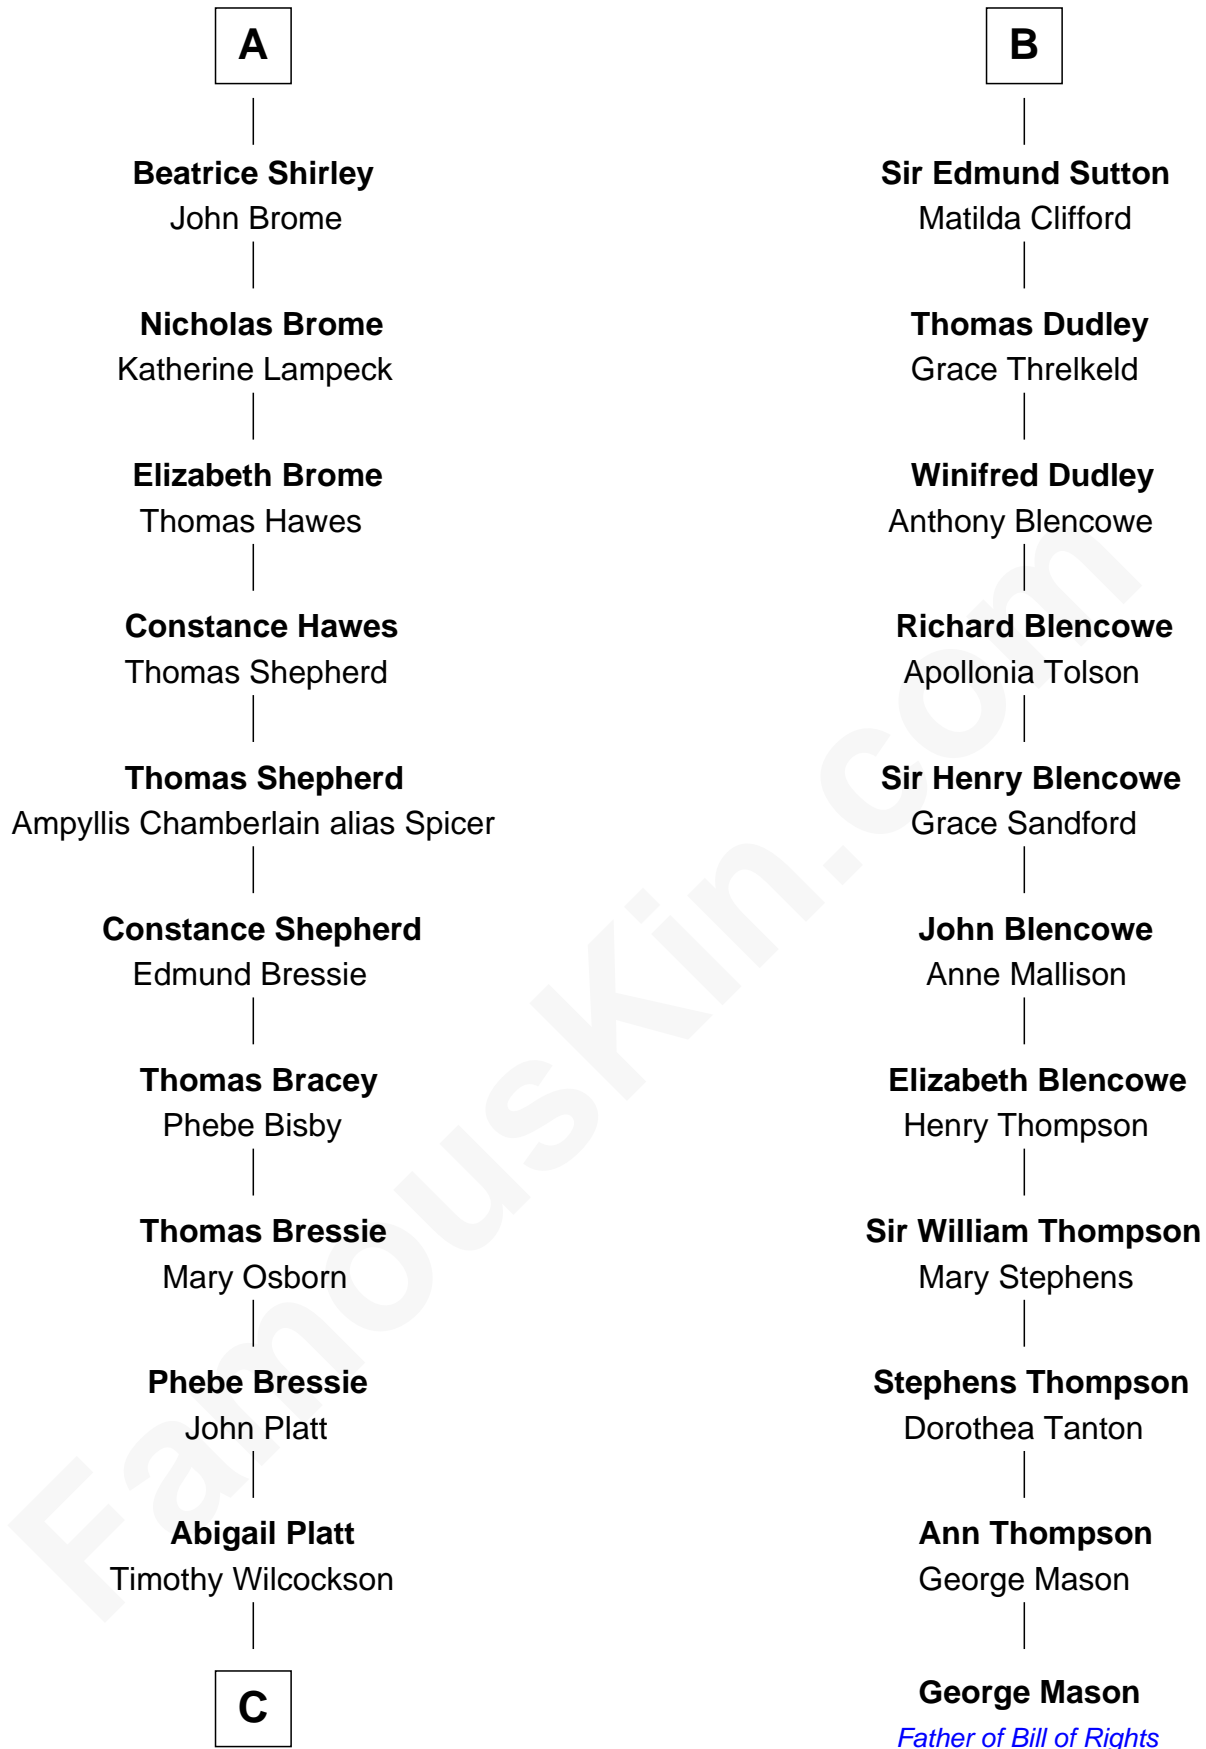 A
Beatrice Shirley
John Brome
Nicholas Brome
Katherine Lampeck
Elizabeth Brome
Thomas Hawes
Constance Hawes
Thomas Shepherd
Thomas Shepherd
Ampyllis Chamberlain alias Spicer
Constance Shepherd
Edmund Bressie
Thomas Bracey
Phebe Bisby
Thomas Bressie
Mary Osborn
Phebe Bressie
John Platt
Abigail Platt
Timothy Wilcockson
C
B
Sir Edmund Sutton
Matilda Clifford
Thomas Dudley
Grace Threlkeld
Winifred Dudley
Anthony Blencowe
Richard Blencowe
Apollonia Tolson
Sir Henry Blencowe
Grace Sandford
John Blencowe
Anne Mallison
Elizabeth Blencowe
Henry Thompson
Sir William Thompson
Mary Stephens
Stephens Thompson
Dorothea Tanton
Ann Thompson
George Mason
George Mason
Father of Bill of Rights
FamousKin.com